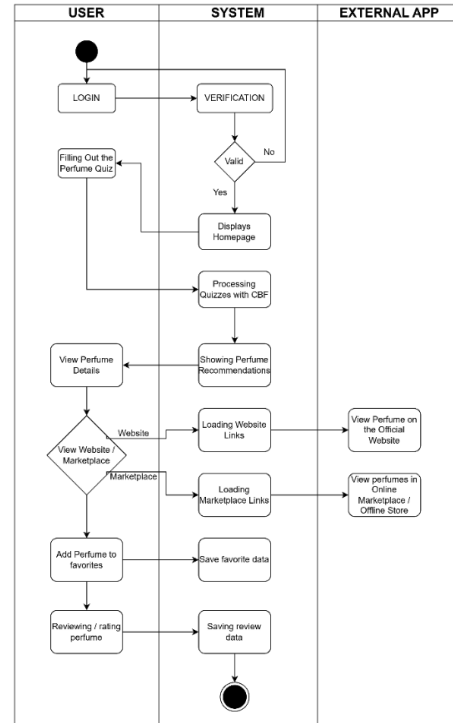 USER
SYSTEM
EXTERNAL APP
LOGIN
VERIFICATION
Valid
No
Yes
Filling Out the
Perfume Quiz
Displays
Homepage
Processing
Quizzes with CBF
Showing Perfume
Recommendations
View Perfume
Details
View Website /
Marketplace
Website
Marketplace
Loading Website
Links
View Perfume on
the Official
Website
Loading
Marketplace Links
View perfumes in
Online
Marketplace /
Offline Store
Add Perfume to
favorites
Save favorite data
Reviewing / rating
perfume
Saving review
data